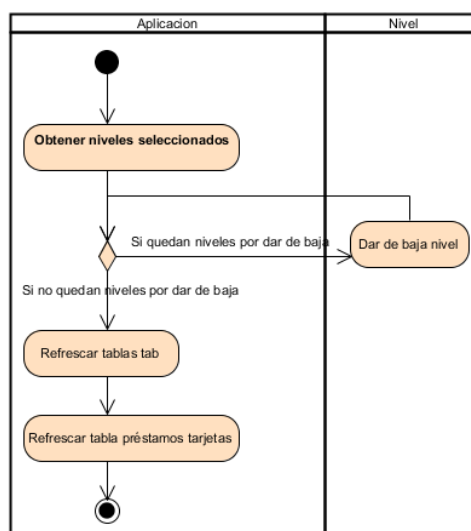 Aplicacion
Nivel
Obtener niveles seleccionados
Si quedan niveles por dar de baja
Dar de baja nivel
Si no quedan niveles por dar de baja
Refrescar tablas tab
Refrescar tabla préstamos tarjetas